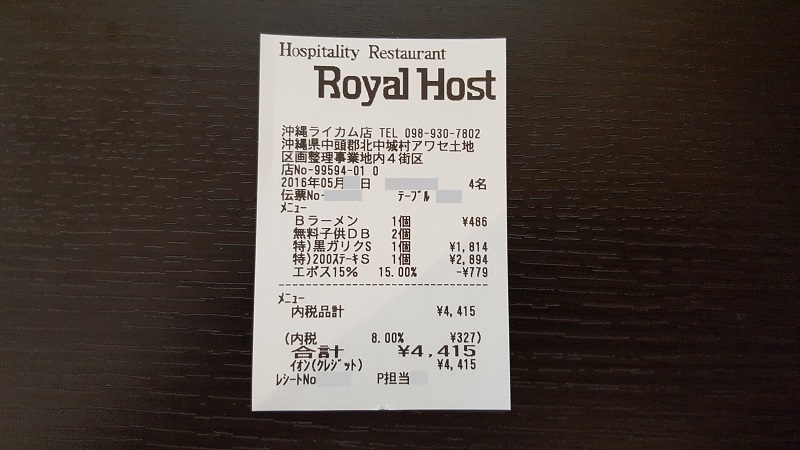 Hospitality Restaurant
Royal Host
沖縄ライカム店 TEL 098-930-7802
沖縄県中頭郡北中城村アワセ土地
区画整理事業地内4街区
店No-99594-01 0
2016年05月 日 4名
伝票No- ﾃｰﾌﾞﾙ
ﾒﾆｭｰ
Bラーメン 1個 ¥486
無料子供DB 2個
特)黒ガリクS 1個 ¥1,814
特)200ｽﾃｰｷS 1個 ¥2,894
エポス15% 15.00% -¥779
ﾒﾆｭｰ
内税品計 ¥4,415
(内税 8.00% ¥327)
合計 ¥4,415
ｲｵﾝ(ｸﾚｼﾞｯﾄ) ¥4,415
ﾚｼｰﾄNo P担当